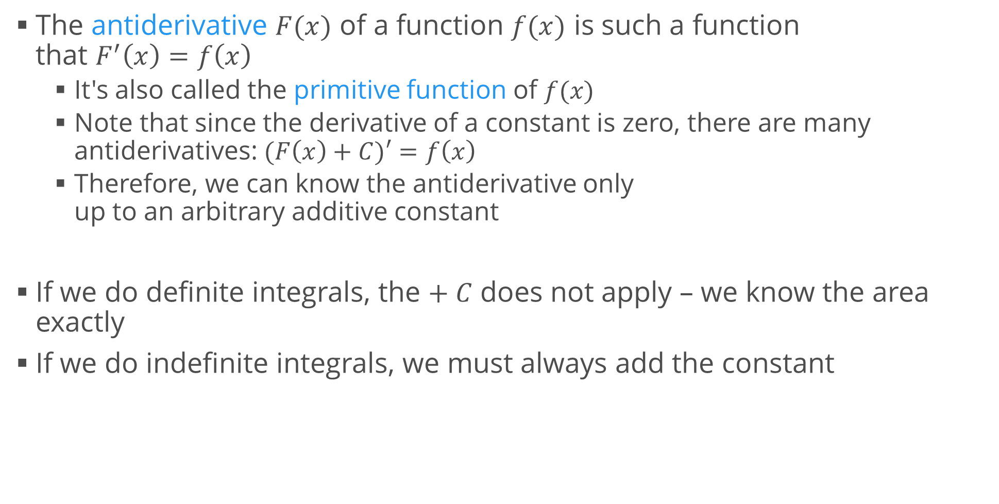 ▪ The antiderivative F(x) of a function f(x) is such a function
that F′(x) = f(x)
▪ It's also called the primitive function of f(x)
▪ Note that since the derivative of a constant is zero, there are many
antiderivatives: (F(x) + C)′ = f(x)
▪ Therefore, we can know the antiderivative only
up to an arbitrary additive constant
▪ If we do definite integrals, the + C does not apply – we know the area
exactly
▪ If we do indefinite integrals, we must always add the constant